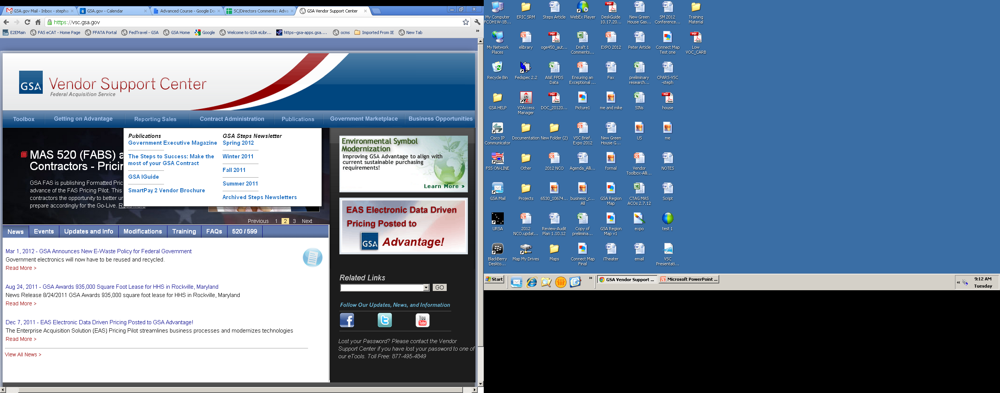 GSA.gov Mail - Inbox - stepha
GSA.gov - Calendar
Advanced Course - Google Do
SC/Directors Comments: Adva
GSA Vendor Support Center
https://vsc.gsa.gov
E2EMain
FAS eCAT - Home Page
FFATA Portal
FedTravel - GSA
GSA Home
Google
Welcome to GSA eLibr...
https--gsa-apps.gsa....
ocms
Imported From IE
New Tab
GSA
Vendor Support Center
Federal Acquisition Service
Toolbox
Getting on Advantage
Reporting Sales
Contract Administration
Publications
Government Marketplace
Business Opportunities
MAS 520 (FABS) a
Contractors - Pricin
GSA FAS is publishing Formatted Pric
advance of the FAS Pricing Pilot. This
contractors the opportunity to better ur
prepare accordingly for the Go-Live. Read more
Publications
Government Executive Magazine
The Steps to Success: Make the
most of your GSA Contract
GSA IGuide
SmartPay 2 Vendor Brochure
GSA Steps Newsletter
Spring 2012
Winter 2011
Fall 2011
Summer 2011
Archived Steps Newsletters
Previous 1 2 3 Next
Environmental Symbol
Modernization
Improving GSA Advantage to align with
current sustainable purchasing
requirements!
Learn More >
EAS Electronic Data Driven
Pricing Posted to
GSA Advantage!
News
Events
Updates and Info
Modifications
Training
FAQs
520 / 599
Mar 1, 2012 - GSA Announces New E-Waste Policy for Federal Government
Government electronics will now have to be reused and recycled.
Read More >
Aug 24, 2011 - GSA Awards 935,000 Square Foot Lease for HHS in Rockville, Maryland
News Release 8/24/2011 GSA Awards 935,000 square foot lease for HHS in Rockville, Maryland
Read More >
Dec 7, 2011 - EAS Electronic Data Driven Pricing Posted to GSA Advantage!
The Enterprise Acquisition Solution (EAS) Pricing Pilot streamlines business processes and modernizes technologies
Read More >
View All News >
Related Links
GO
Follow Our Updates, News, and Information
You
Tube
Lost your Password? Please contact the Vendor
Support Center if you have lost your password to one of
our eTools. Toll Free: 877-495-4849
My Computer
FCOH1W-1B...
ERIC SRM
Steps Article
WebEx Player
DeskGuide
10.17.20...
New Green
House Gas...
SM 2012
Conference...
Training
Material
My Network
Places
elibrary
oge450_aut...
Draft 1
Comments...
EXPO 2012
Peter Article
Connect Map
Test one
Low
VOC_CARB
Recycle Bin
Fedspec 2.2
A&E FPDS
Data
Ensuring an
Exceptional ...
Fax
preliminary
research...
CPARS-VSC
-steph
GSA HELP
VZAccess
Manager
DOC_20120...
Picture1
me and mike
SINs
house
Cisco IP
Communicator
Documentation
New Folder (2)
VSC Brief.
Expo 2012
New Green
House G...
US
me
FSS ON-LINE
Other
2012 NCO
Agenda_Alli...
formal
Vendor
Toolbox-Alli...
NOTES
GSA Mail
Projects
6530_10674...
business_c...
All
GSA Region
Map
CTAG MAS
ACOs 2.7.12
Script
URSA
2012
NCO.updat...
Review-Audit
Plan 1.10.12
Copy of
prelimina...
GSA Region
Map v1
expo
test 1
BlackBerry
Deskto...
Map My Drives
Maps
Connect Map
Final
iTheater
email
VSC
Presentati...
Start
GSA Vendor Support ...
Microsoft PowerPoint ...
9:12 AM
Tuesday